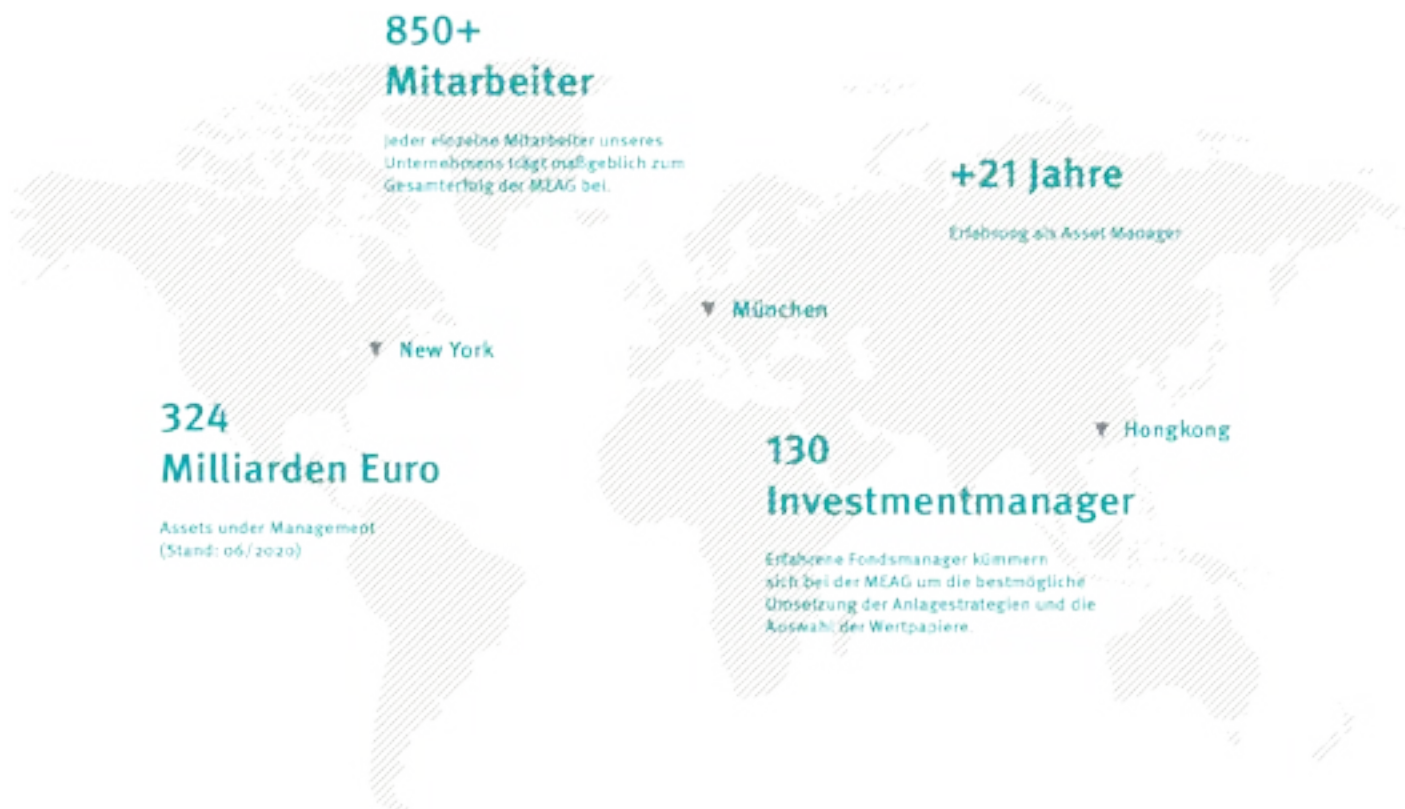 850+
Mitarbeiter
Jeder einzelne Mitarbeiter unseres
Unternehmens trägt maßgeblich zum
Gesamterfolg der MEAG bei.
+21 Jahre
Erfahrung als Asset Manager
München
New York
324
Milliarden Euro
Assets under Management
(Stand: 06/2020)
Hongkong
130
Investmentmanager
Erfahrene Fondsmanager kümmern
sich bei der MEAG um die bestmögliche
Umsetzung der Anlagestrategien und die
Auswahl der Wertpapiere.